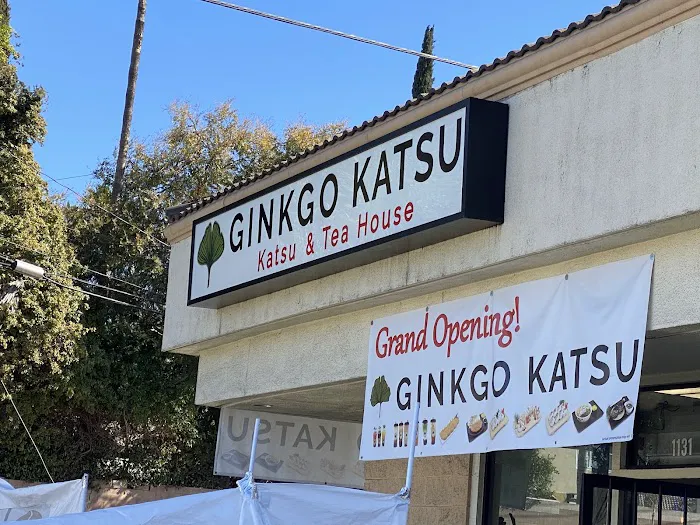 GINKGO KATSU
Katsu & Tea House
Grand Opening!
GINKGO KATSU
1131
KATSU